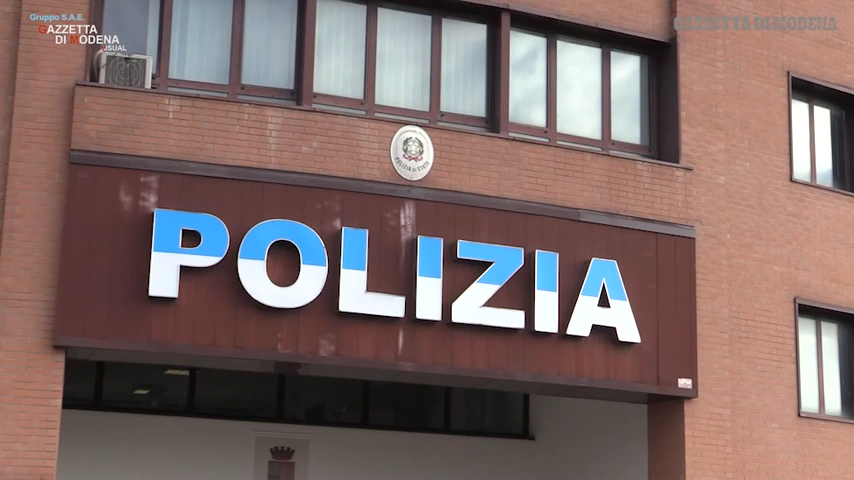 Gruppo S.A.E.
GAZZETTA
DI MODENA
GAZZETTA DI MODENA
POLIZIA DI STATO
POLIZIA